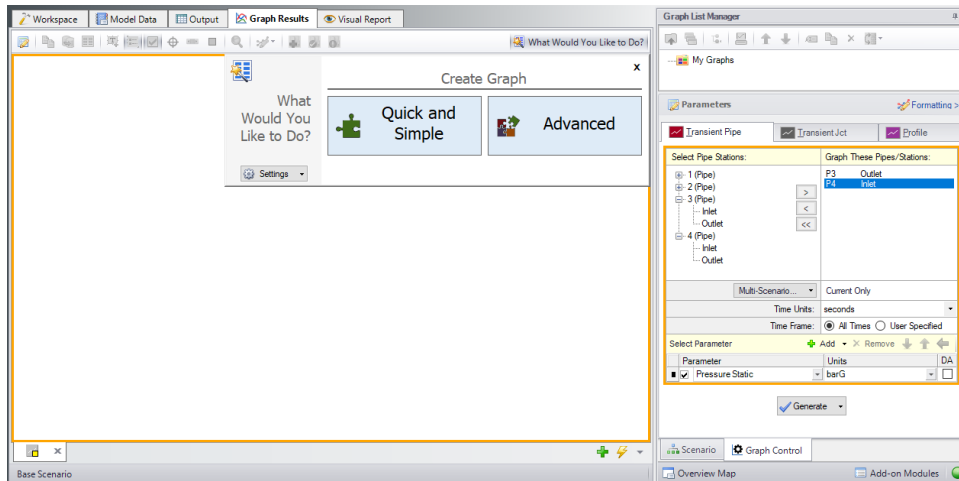 Workspace Model Data Output Graph Results Visual Report
What Would You Like to Do?
x
Create Graph
What
Would You
Like to Do?
Quick and
Simple
Advanced
Settings
x
Base Scenario
Graph List Manager
My Graphs
Parameters
Formatting >
Transient Pipe Transient Jct Profile
Select Pipe Stations: Graph These Pipes/Stations:
1 (Pipe)
2 (Pipe)
3 (Pipe)
Inlet
Outlet
4 (Pipe)
Inlet
Outlet
>
<
<<
P3 Outlet
P4 Inlet
Multi-Scenario... Current Only
Time Units: seconds
Time Frame: All Times User Specified
Select Parameter Add Remove
Parameter Units DA
Pressure Static barG
Generate
Scenario Graph Control
Overview Map Add-on Modules